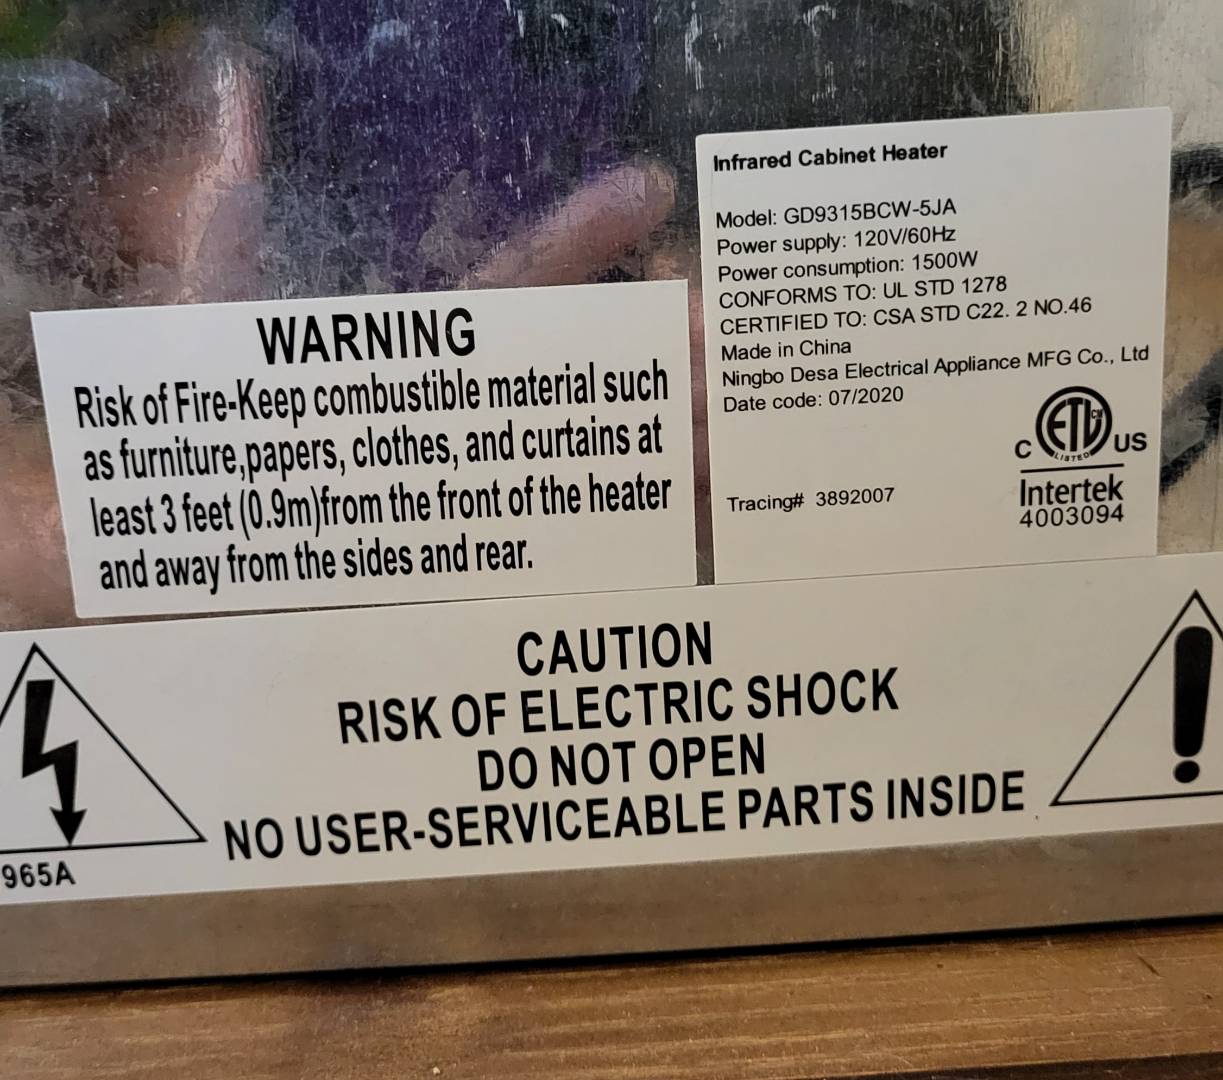 Infrared Cabinet Heater
Model: GD9315BCW-5JA
Power supply: 120V/60Hz
Power consumption: 1500W
CONFORMS TO: UL STD 1278
CERTIFIED TO: CSA STD C22. 2 NO.46
Made in China
Ningbo Desa Electrical Appliance MFG Co., Ltd
Date code: 07/2020
Tracing# 3892007
C ETL CM US
LISTED
Intertek
4003094
WARNING
Risk of Fire-Keep combustible material such
as furniture,papers, clothes, and curtains at
least 3 feet (0.9m)from the front of the heater
and away from the sides and rear.
CAUTION
RISK OF ELECTRIC SHOCK
DO NOT OPEN
NO USER-SERVICEABLE PARTS INSIDE
965A